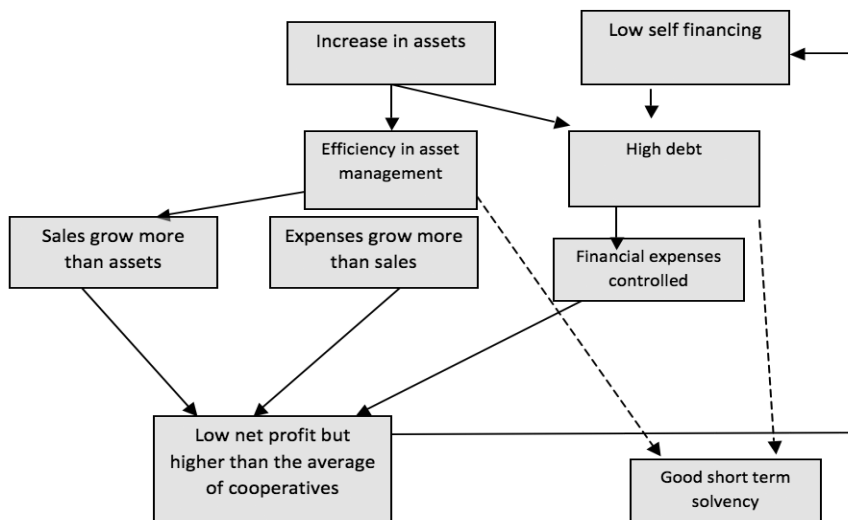 Increase in assets
Low self financing
Efficiency in asset
management
High debt
Sales grow more
than assets
Expenses grow more
than sales
Financial expenses
controlled
Low net profit but
higher than the average
of cooperatives
Good short term
solvency